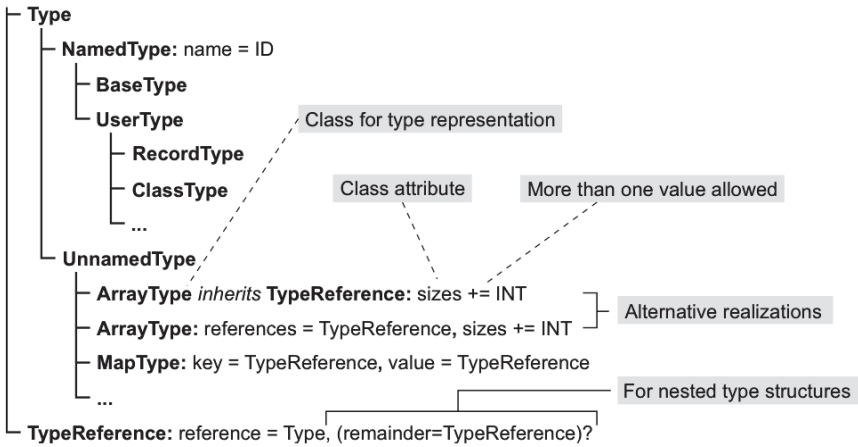 Type
NamedType: name = ID
BaseType
UserType
Class for type representation
RecordType
ClassType
Class attribute
More than one value allowed
...
UnnamedType
ArrayType inherits TypeReference: sizes += INT
ArrayType: references = TypeReference, sizes += INT
Alternative realizations
MapType: key = TypeReference, value = TypeReference
...
For nested type structures
TypeReference: reference = Type, (remainder=TypeReference)?